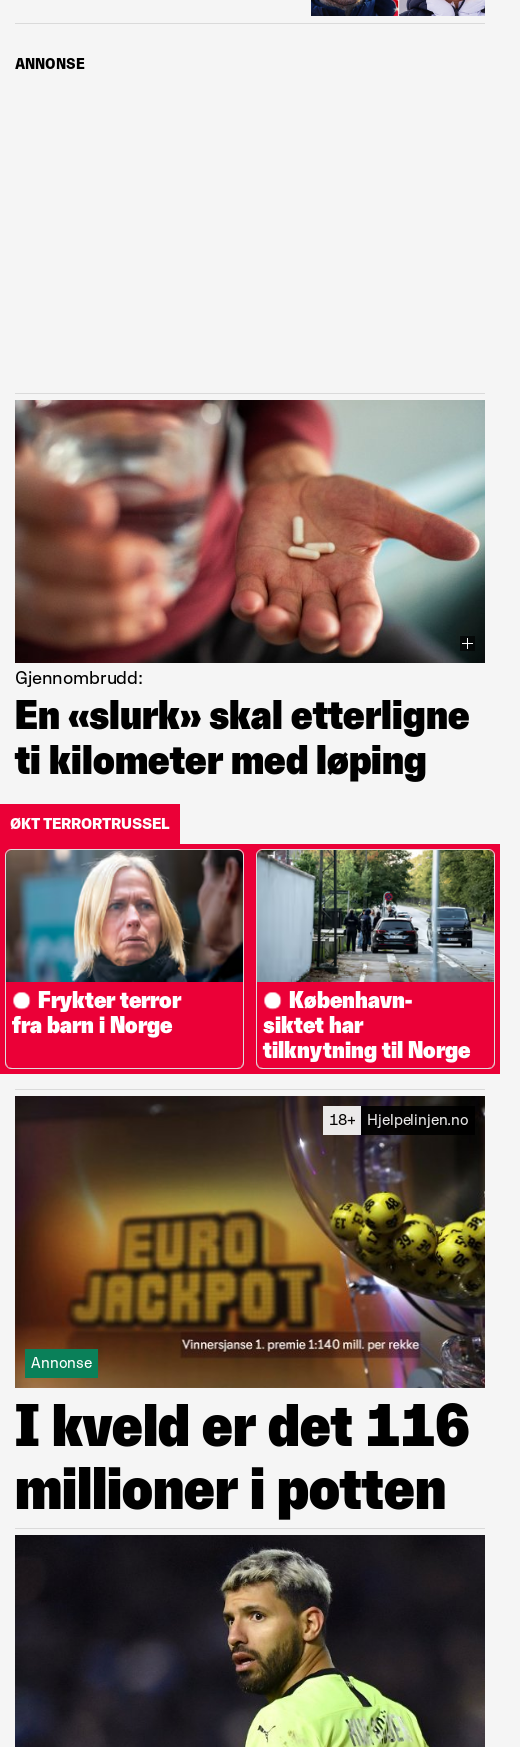 ANNONSE
Gjennombrudd:
En «slurk» skal etterligne
ti kilometer med løping
ØKT TERRORTRUSSEL
Frykter terror
fra barn i Norge
København-
siktet har
tilknytning til Norge
18+ Hjelpelinjen.no
EURO
JACKPOT
Vinnersjanse 1. premie 1:140 mill. per rekke
Annonse
I kveld er det 116
millioner i potten